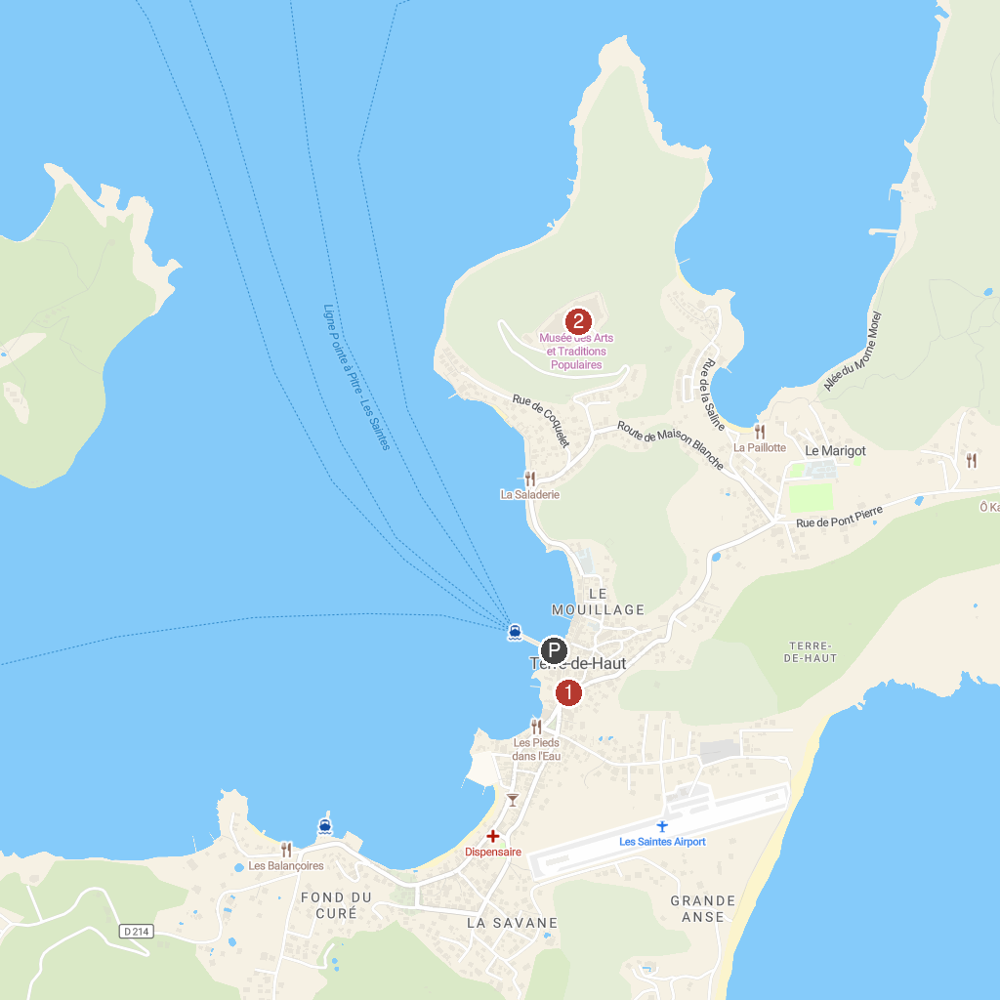 Ligne Pointe à Pitre - Les Saintes
2
Musée des Arts
et Traditions
Populaires
Allée du Morne Morel
Rue de la Saline
Rue de Coquelet
Route de Maison Blanche
La Paillotte
Le Marigot
La Saladerie
Rue de Pont Pierre
Ô Ka
LE
MOUILLAGE
P
Terre-de-Haut
TERRE-
DE-HAUT
1
Les Pieds
dans l'Eau
Les Saintes Airport
Dispensaire
Les Balançoires
FOND DU
CURÉ
GRANDE
ANSE
LA SAVANE
D 214